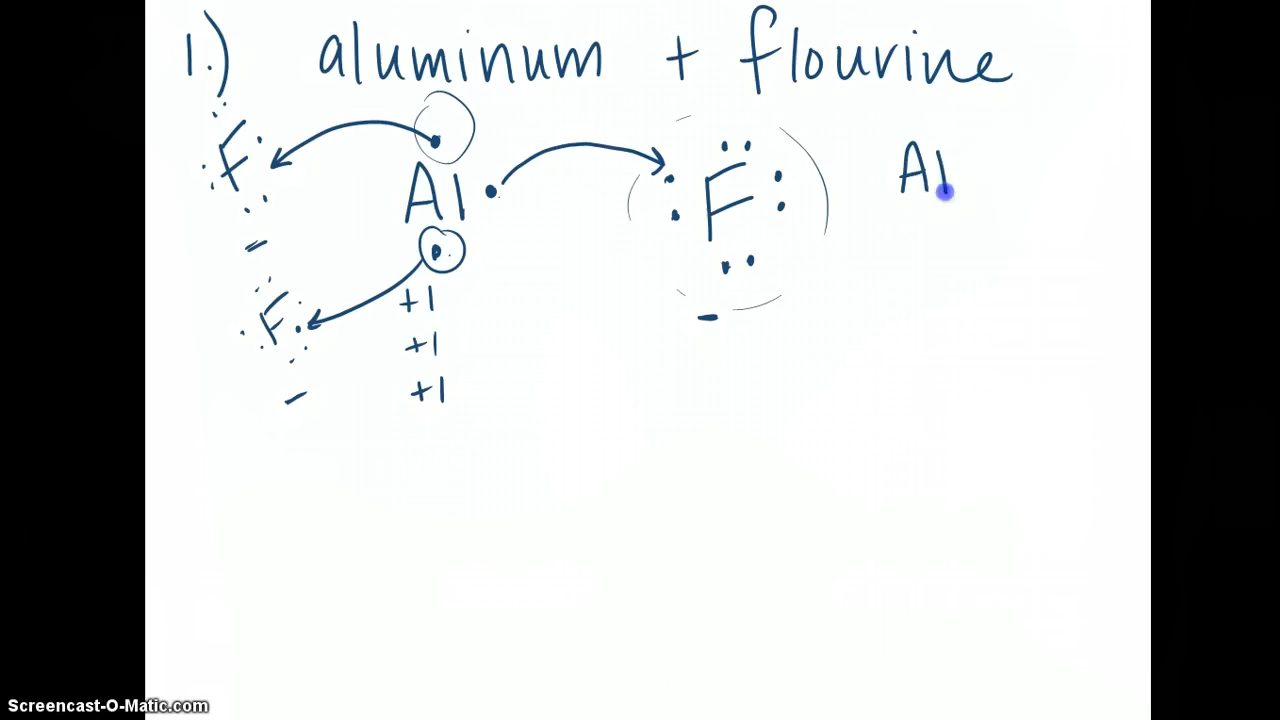 1.) aluminum + flourine
F Al F Al
-
F +1 -
+1
- +1
Screencast-O-Matic.com